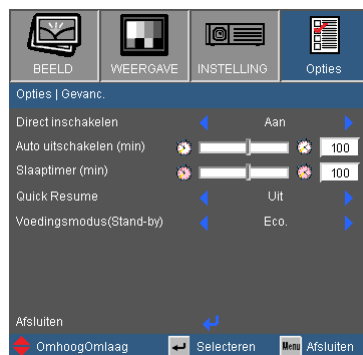 BEELD WEERGAVE INSTELLING Opties
Opties | Gevanc.
Direct inschakelen Aan
Auto uitschakelen (min) 100
Slaaptimer (min) 100
Quick Resume Uit
Voedingsmodus(Stand-by) Eco.
Afsluiten
OmhoogOmlaag Selecteren Menu Afsluiten